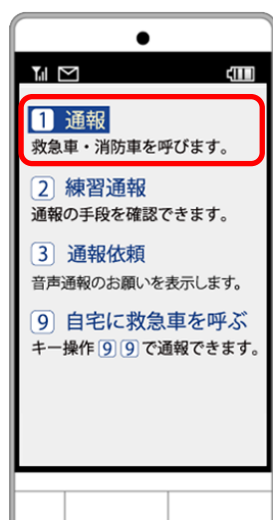 1 通報
救急車・消防車を呼びます。
2 練習通報
通報の手段を確認できます。
3 通報依頼
音声通報のお願いを表示します。
9 自宅に救急車を呼ぶ
キー操作99で通報できます。